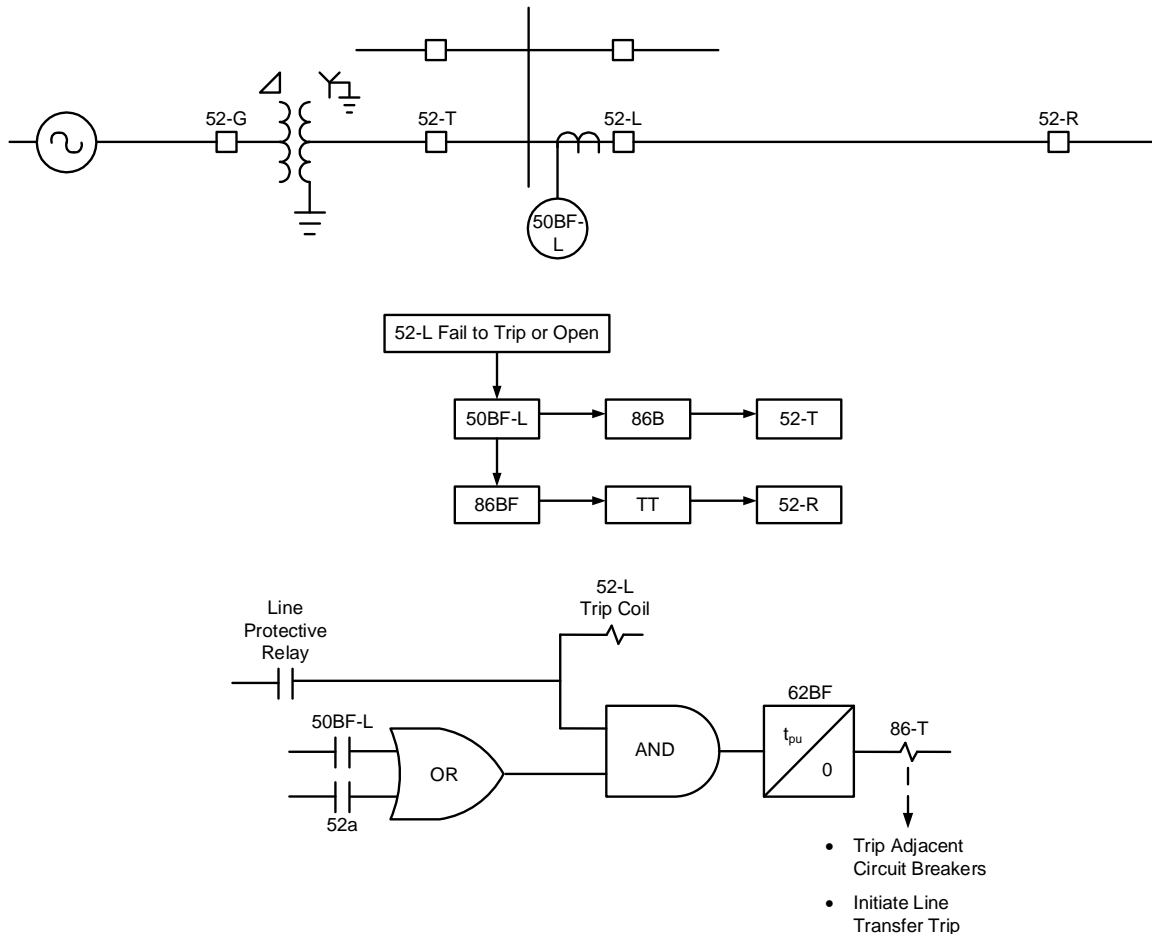 52-G
52-T
52-L
52-R
50BF-
L
52-L Fail to Trip or Open
50BF-L
86B
52-T
86BF
TT
52-R
52-L
Trip Coil
Line
Protective
Relay
62BF
50BF-L
86-T
tpu
AND
0
OR
52a
• Trip Adjacent
Circuit Breakers
• Initiate Line
Transfer Trip